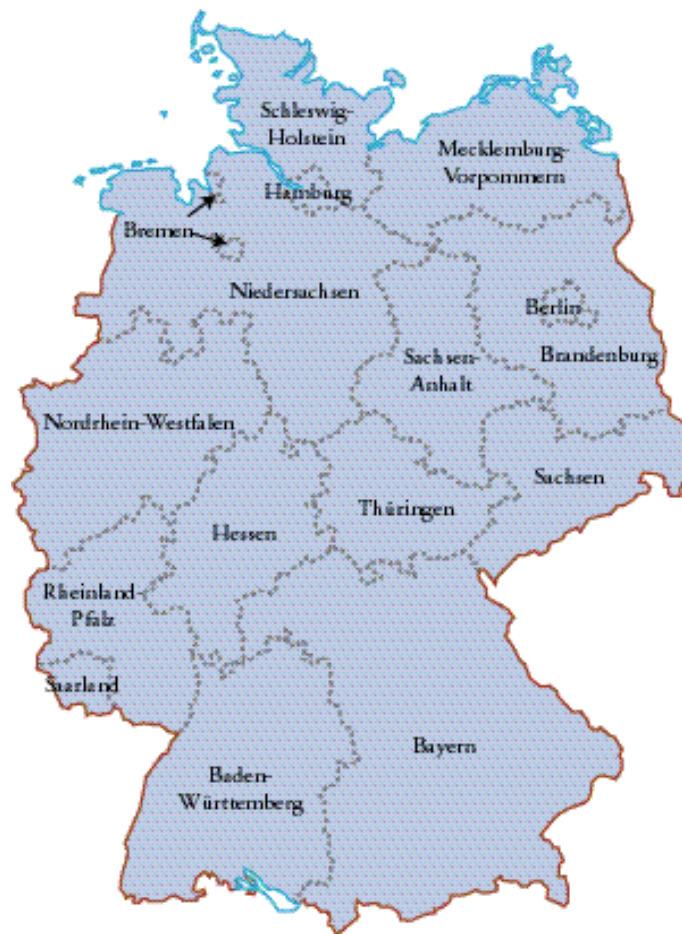 Schleswig-
Holstein
Mecklemburg-
Vorpommern
Hamburg
Bremen
Niedersachsen
Berlin
Brandenburg
Sachsen-
Anhalt
Nordrhein-Westfalen
Sachsen
Thüringen
Hessen
Rheinland-
Pfalz
Saarland
Bayern
Baden-
Württemberg